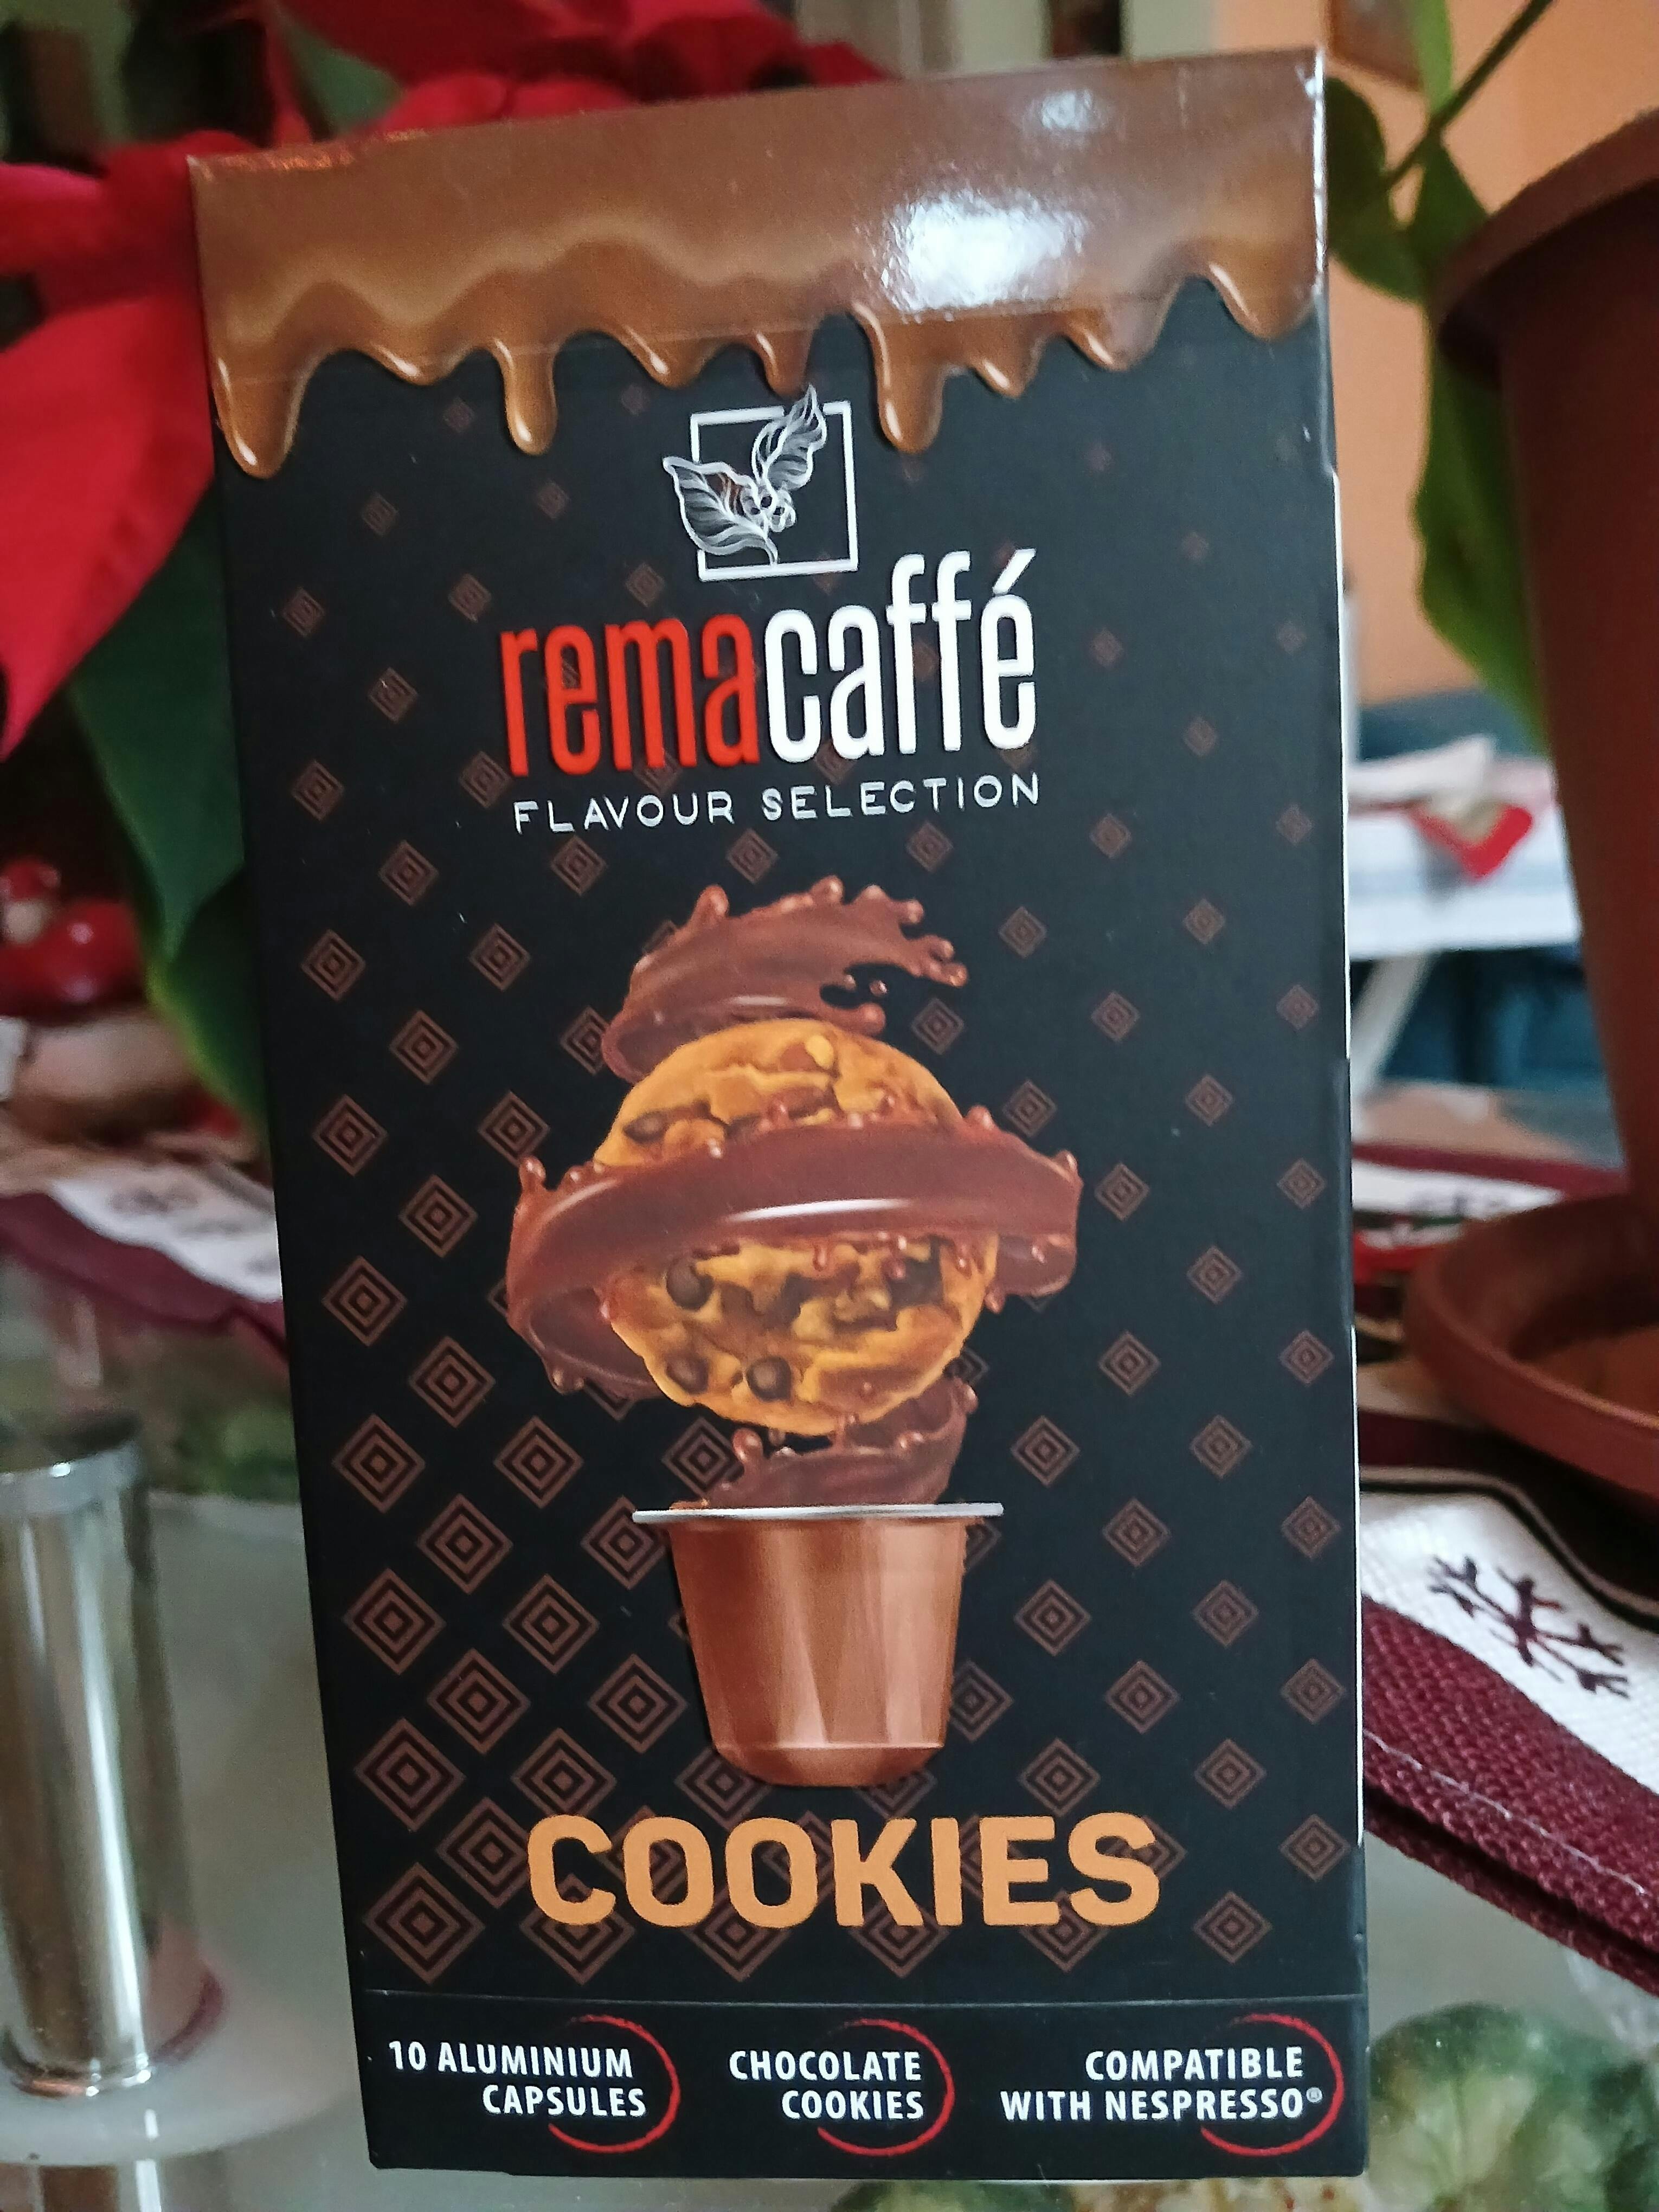 remacaffé
FLAVOUR SELECTION
COOKIES
10 ALUMINIUM
CAPSULES
CHOCOLATE
COOKIES
COMPATIBLE
WITH NESPRESSO®